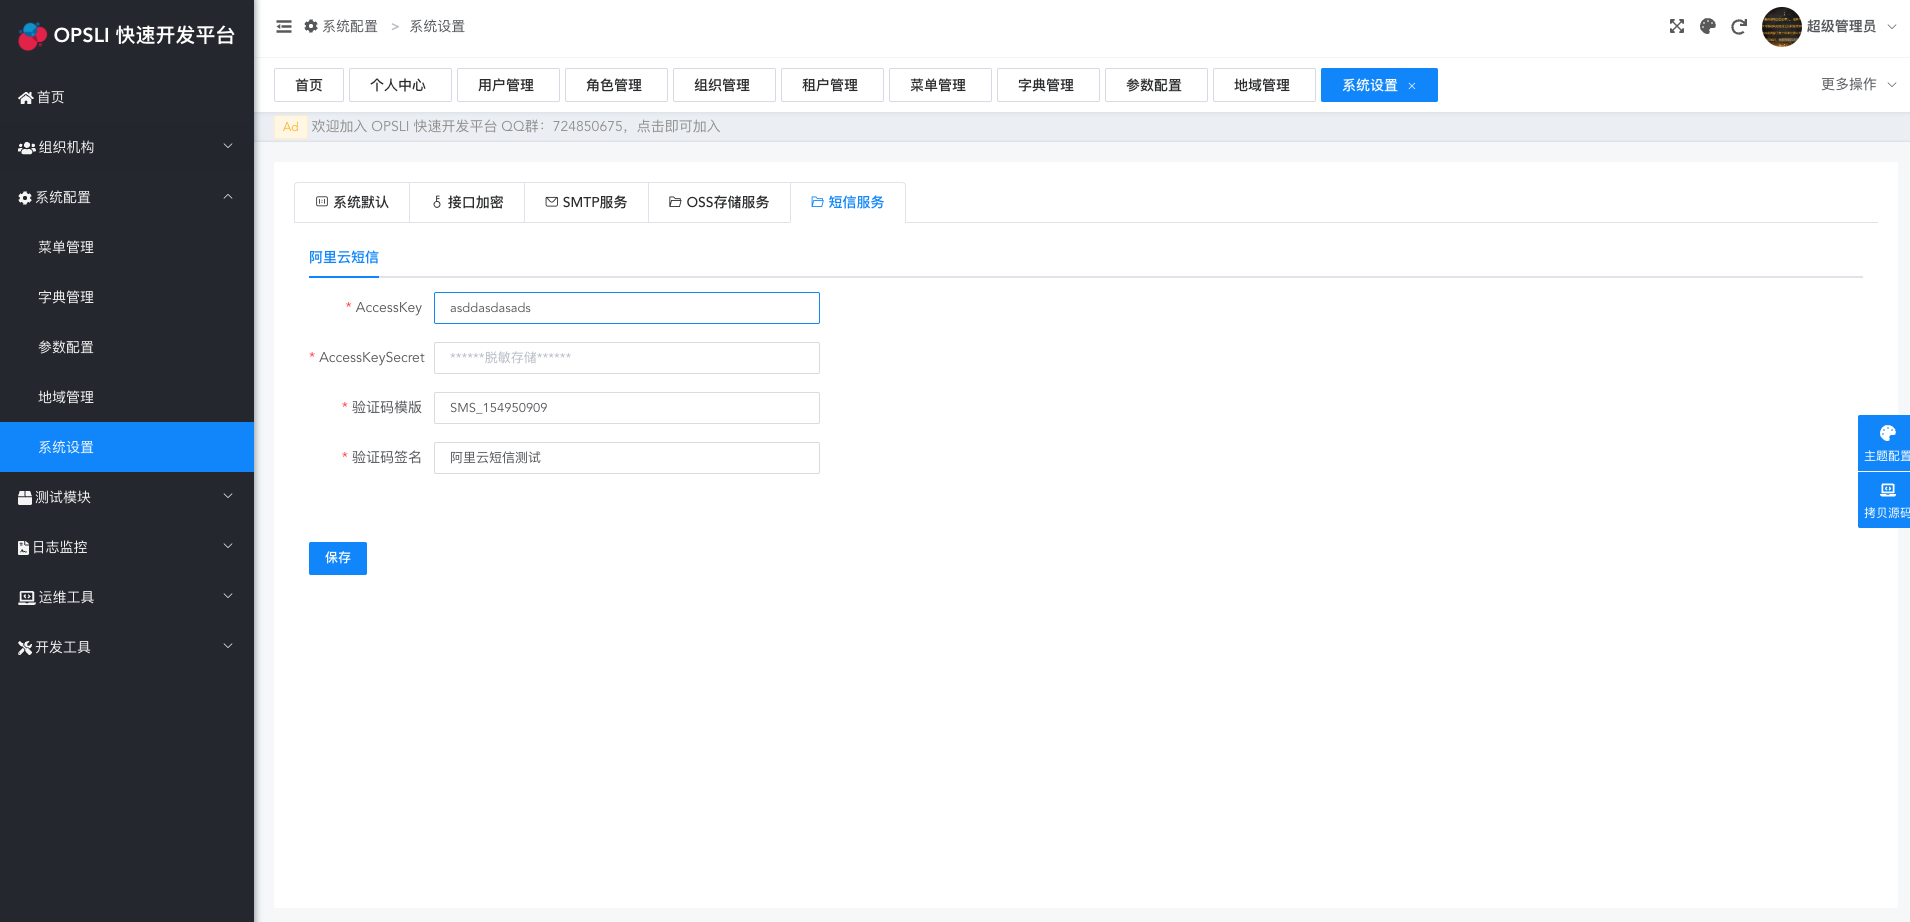 OPSLI 快速开发平台
首页
组织机构
系统配置
菜单管理
字典管理
参数配置
地域管理
系统设置
测试模块
日志监控
运维工具
开发工具
系统配置 > 系统设置
超级管理员
首页 个人中心 用户管理 角色管理 组织管理 租户管理 菜单管理 字典管理 参数配置 地域管理 系统设置 ×
更多操作
Ad 欢迎加入 OPSLI 快速开发平台 QQ群：724850675，点击即可加入
系统默认 接口加密 SMTP服务 OSS存储服务 短信服务
阿里云短信
* AccessKey asddasdasads
* AccessKeySecret ******脱敏存储******
* 验证码模版 SMS_154950909
* 验证码签名 阿里云短信测试
保存
主题配置
拷贝源码